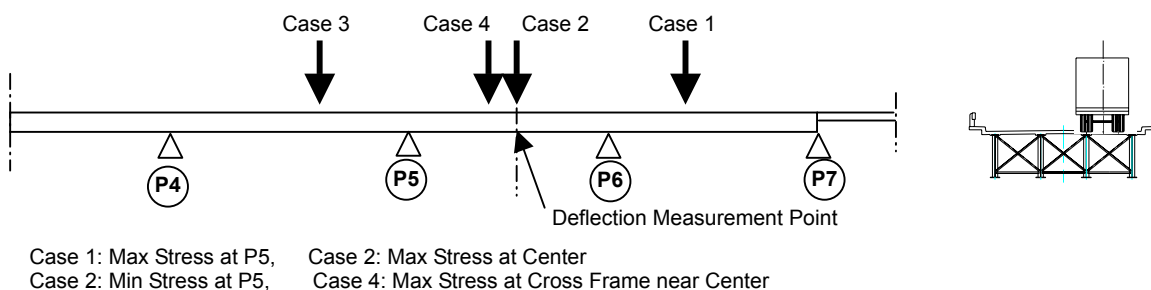 Case 3 Case 4 Case 2 Case 1
P4 P5 P6 P7
Deflection Measurement Point
Case 1: Max Stress at P5, Case 2: Max Stress at Center
Case 2: Min Stress at P5, Case 4: Max Stress at Cross Frame near Center